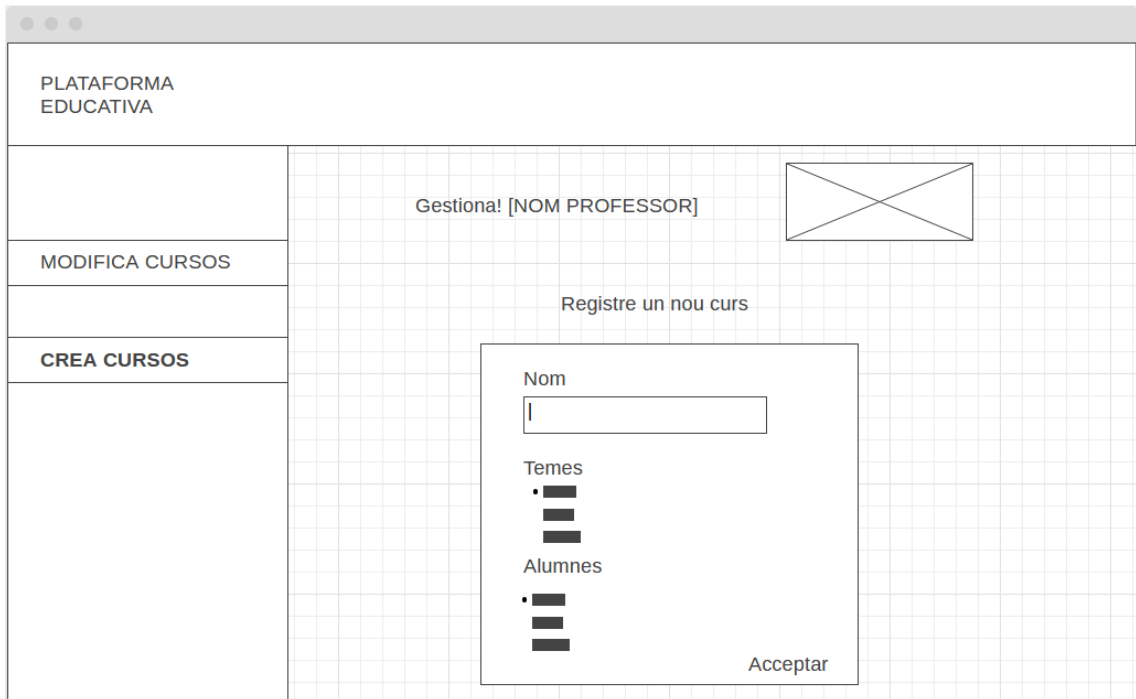 PLATAFORMA
EDUCATIVA
Gestiona! [NOM PROFESSOR]
MODIFICA CURSOS
Registre un nou curs
CREA CURSOS
Nom
Temes
Alumnes
Acceptar